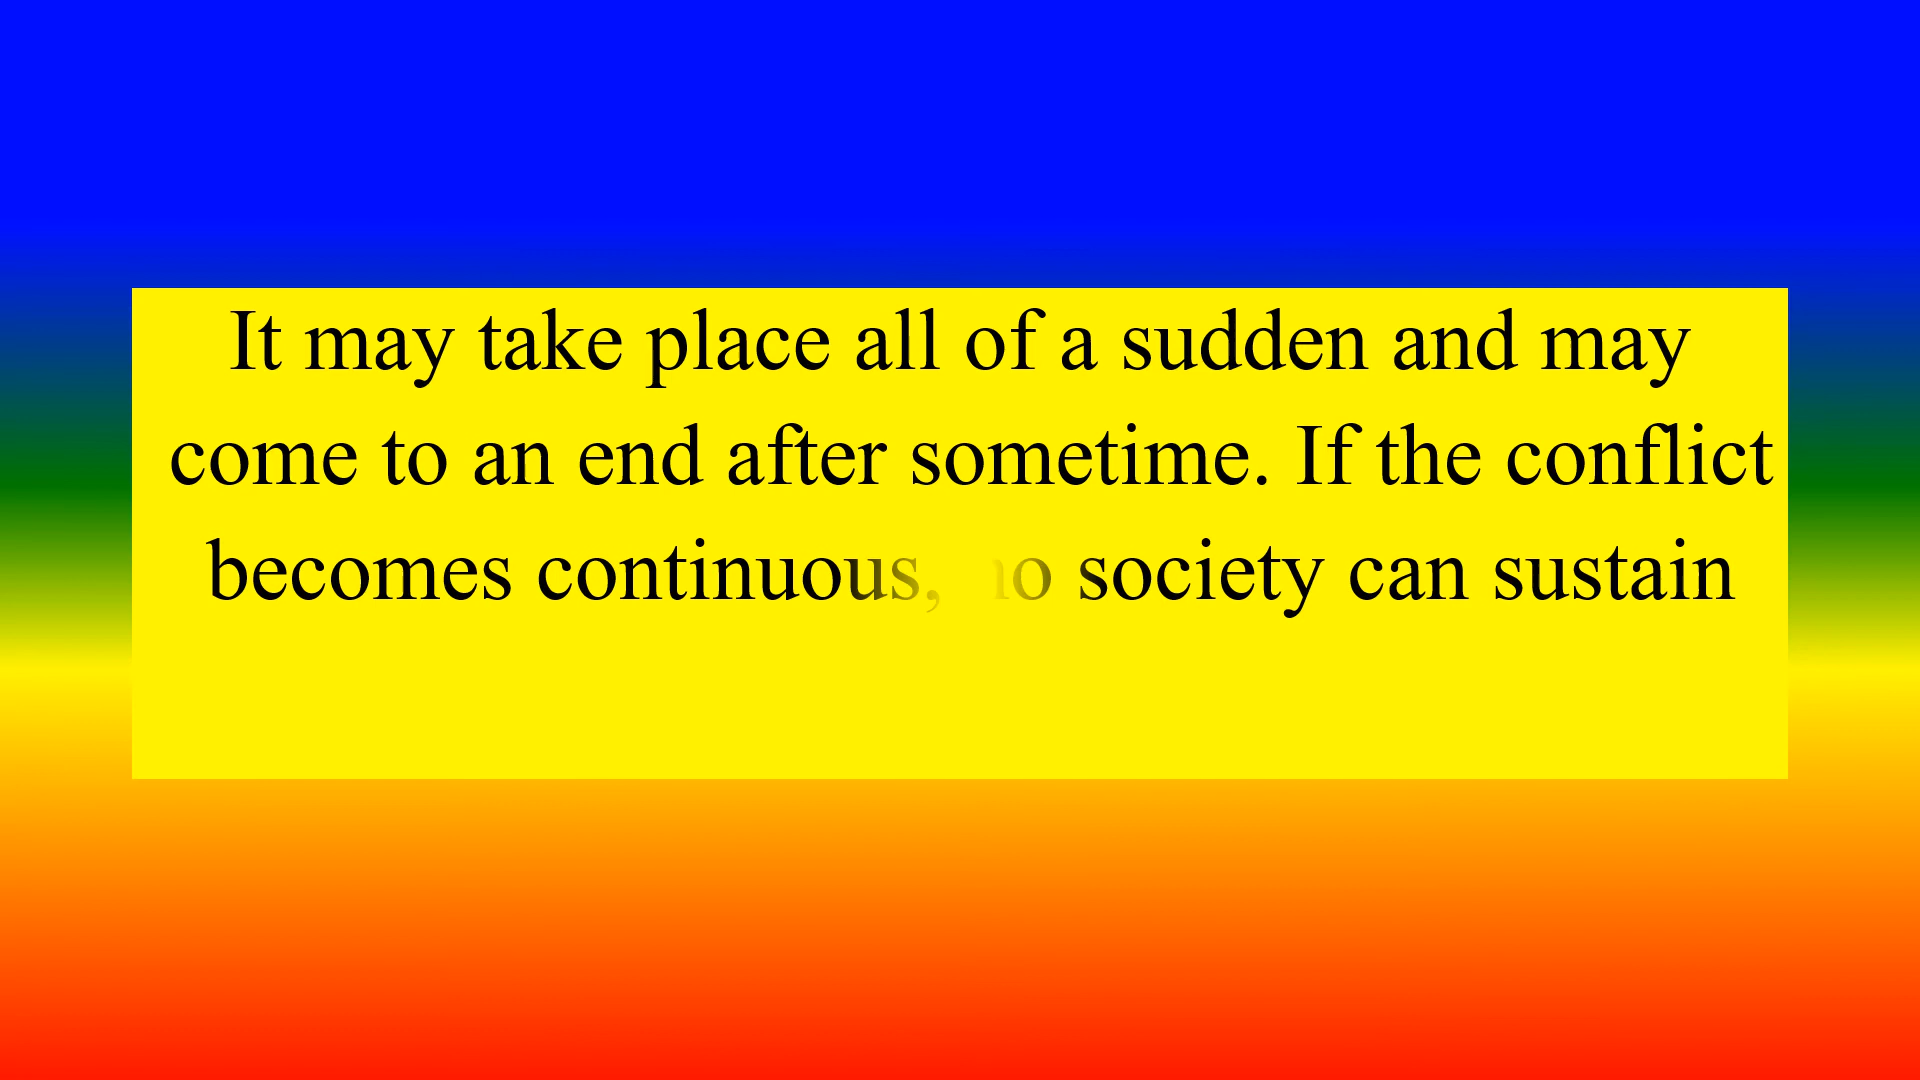 It may take place all of a sudden and may
come to an end after sometime. If the conflict
becomes continuous, no society can sustain